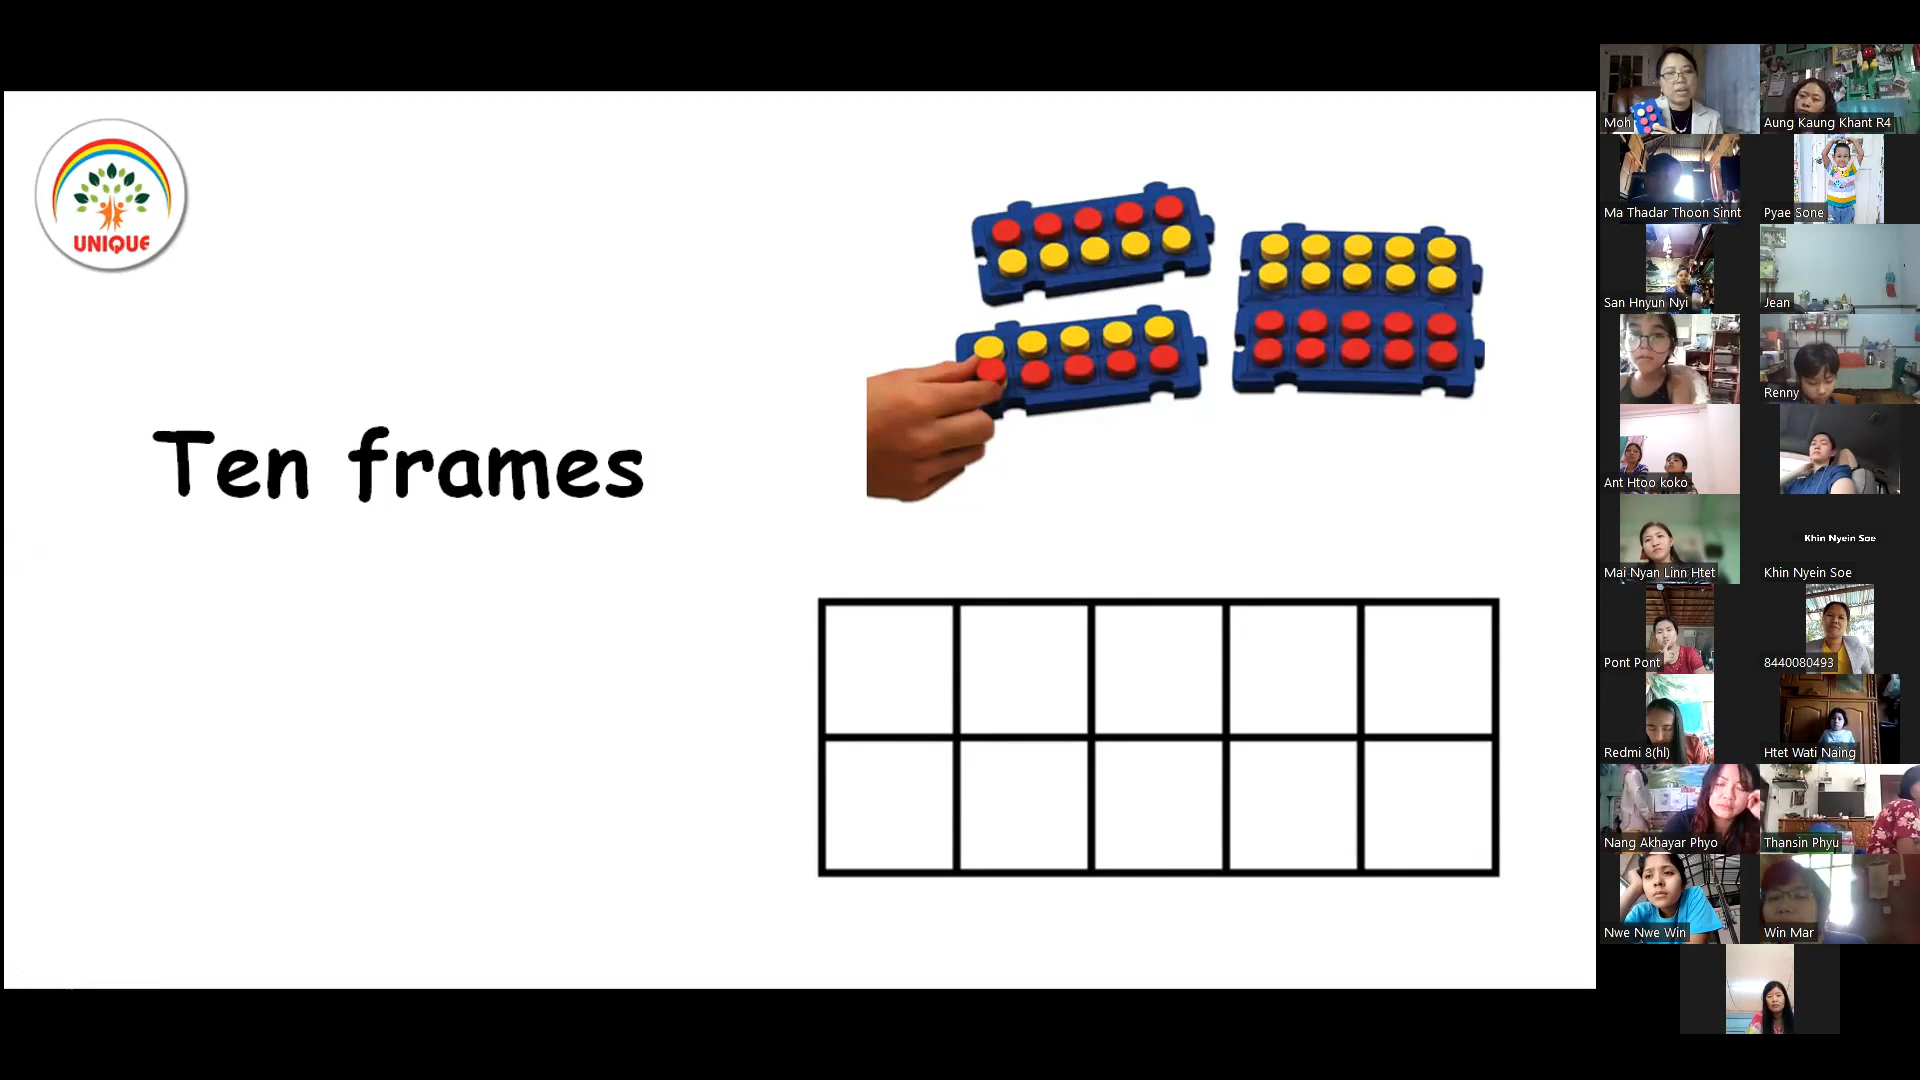 UNIQUE
Ten frames
Moh
Aung Kaung Khant R4
Ma Thadar Thoon Sinnt
Pyae Sone
San Hnyun Nyi
Jean
Renny
Ant Htoo koko
Mai Nyan Linn Htet
Khin Nyein Soe
Khin Nyein Soe
Pont Pont
8440080493
Redmi 8(hl)
Htet Wati Naing
Nang Akhayar Phyo
Thansin Phyu
Nwe Nwe Win
Win Mar